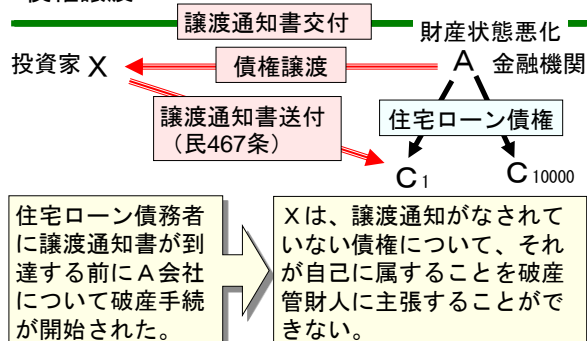 譲渡通知書交付
財産状態悪化
投資家 X
債権譲渡
A 金融機関
譲渡通知書送付
（民467条）
住宅ローン債権
C1
C10000
住宅ローン債務者
に譲渡通知書が到
達する前にＡ会社
について破産手続
が開始された。
Ｘは、譲渡通知がなされて
いない債権について、それ
が自己に属することを破産
管財人に主張することがで
きない。